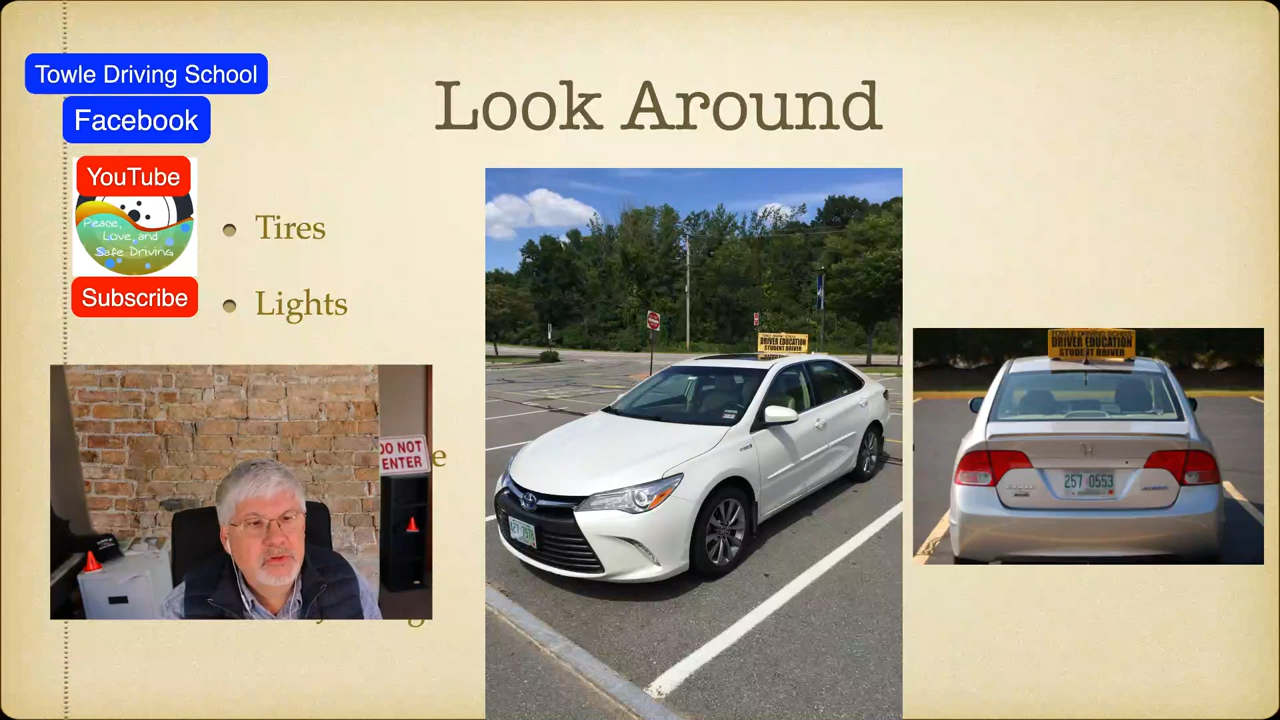 Towle Driving School
Facebook
Look Around
YouTube
Peace,
Love, and
Safe Driving
Subscribe
Tires
Lights
DO NOT
ENTER
DRIVER EDUCATION
STUDENT DRIVER
TOWLE DRIVING SCHOOL
DRIVER EDUCATION
STUDENT DRIVER
257 0553